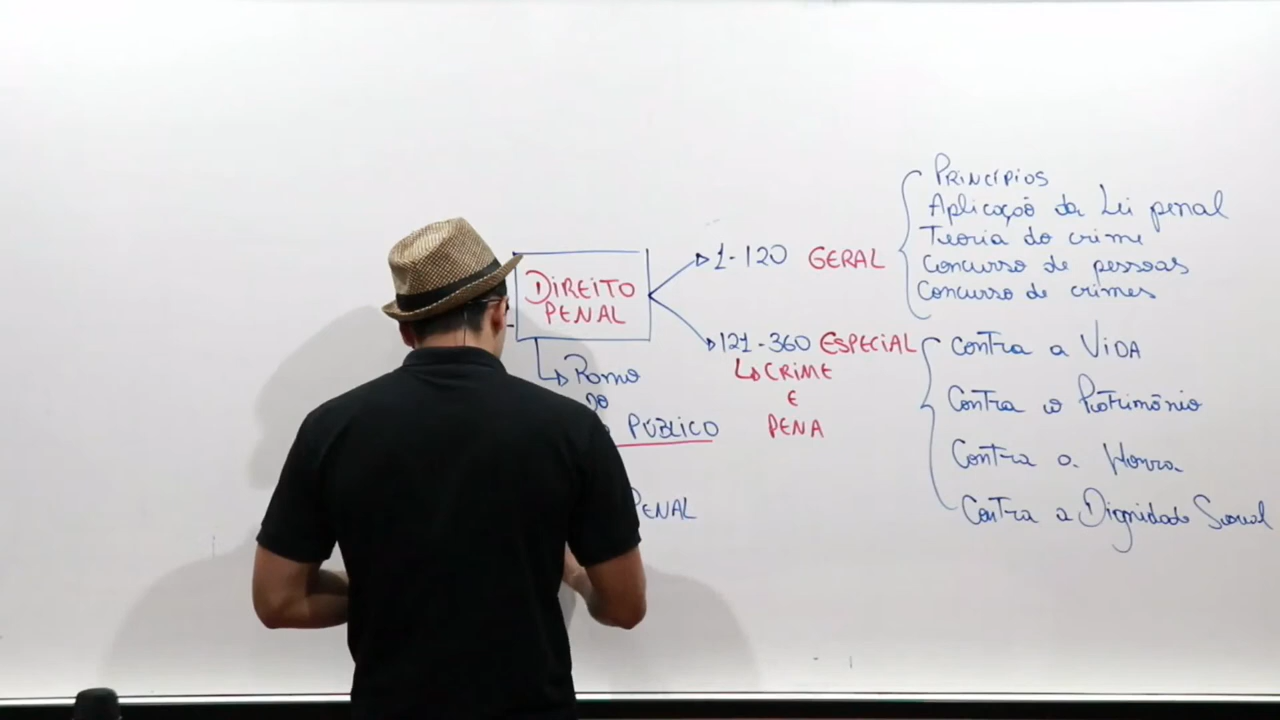 DIREITO
PENAL
Ramo
do
PÚBLICO
PENAL
1-120 GERAL
PRINCÍPIOS
Aplicação da Lei penal
Teoria do crime
Concurso de pessoas
Concurso de crimes
121-360 ESPECIAL
CRIME
E
PENA
Contra a VIDA
Contra o Patrimônio
Contra a Honra
Contra a Dignidade Sexual